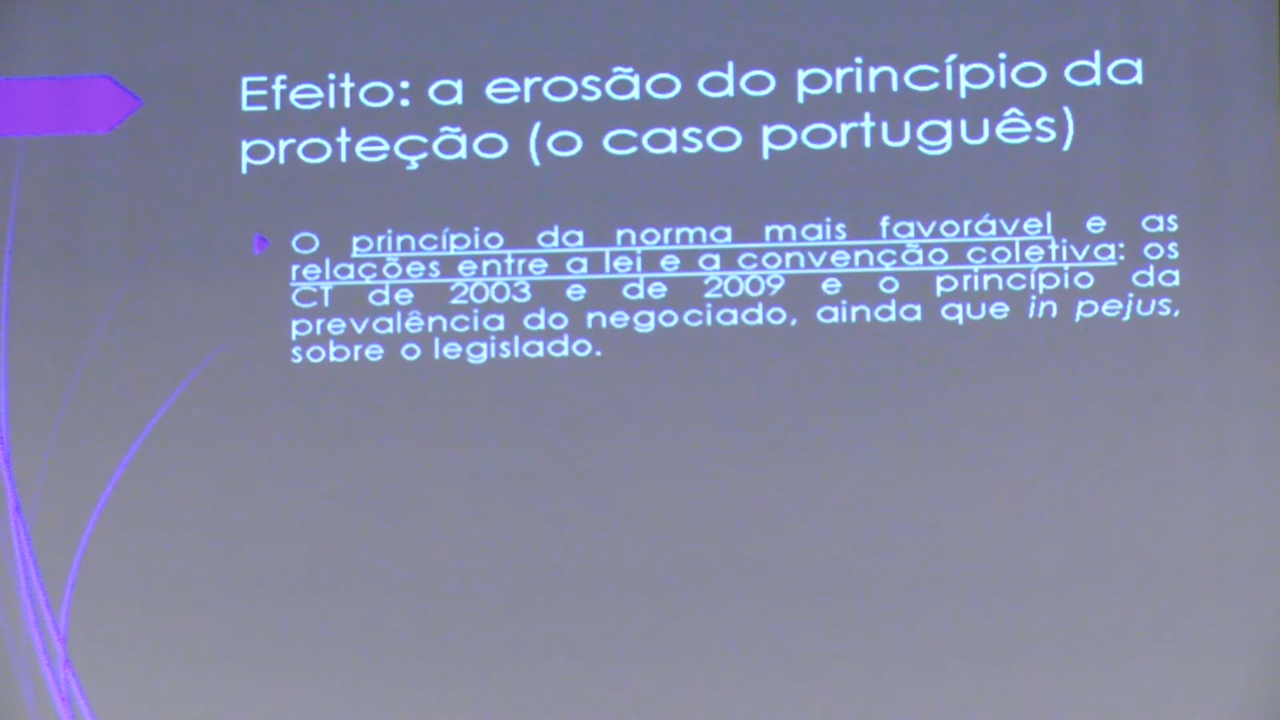 Efeito: a erosão do princípio da
proteção (o caso português)
O princípio da norma mais favorável e as
relações entre a lei e a convenção coletiva: os
CT de 2003 e de 2009 e o princípio da
prevalência do negociado, ainda que in pejus,
sobre o legislado.